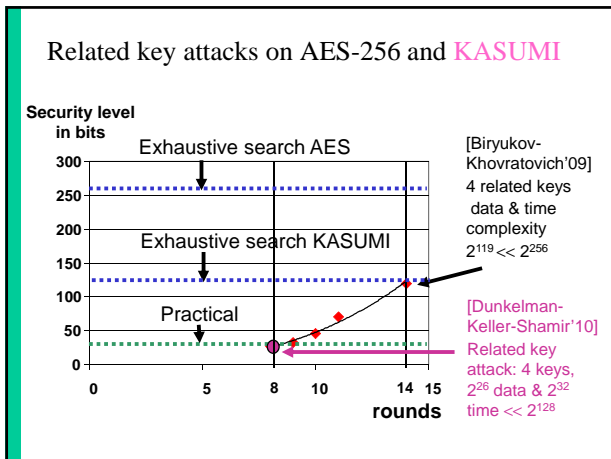 Related key attacks on AES-256 and KASUMI
Security level
in bits
300
250
200
150
100
50
0
Exhaustive search AES
Exhaustive search KASUMI
Practical
0
5
8
10
14
15
rounds
[Biryukov-
Khovratovich'09]
4 related keys
data & time
complexity
2¹¹⁹ << 2²⁵⁶
[Dunkelman-
Keller-Shamir'10]
Related key
attack: 4 keys,
2²⁶ data & 2³²
time << 2¹²⁸